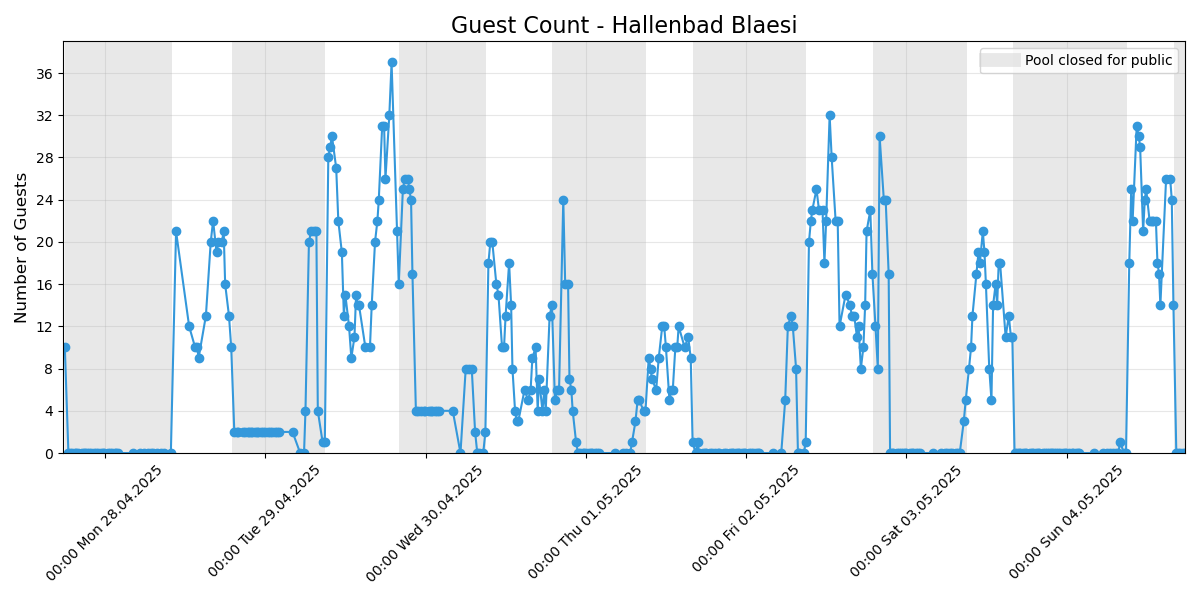 Guest Count - Hallenbad Blaesi
Pool closed for public
Number of Guests
36
32
28
24
20
16
12
8
4
0
00:00 Mon 28.04.2025
00:00 Tue 29.04.2025
00:00 Wed 30.04.2025
00:00 Thu 01.05.2025
00:00 Fri 02.05.2025
00:00 Sat 03.05.2025
00:00 Sun 04.05.2025